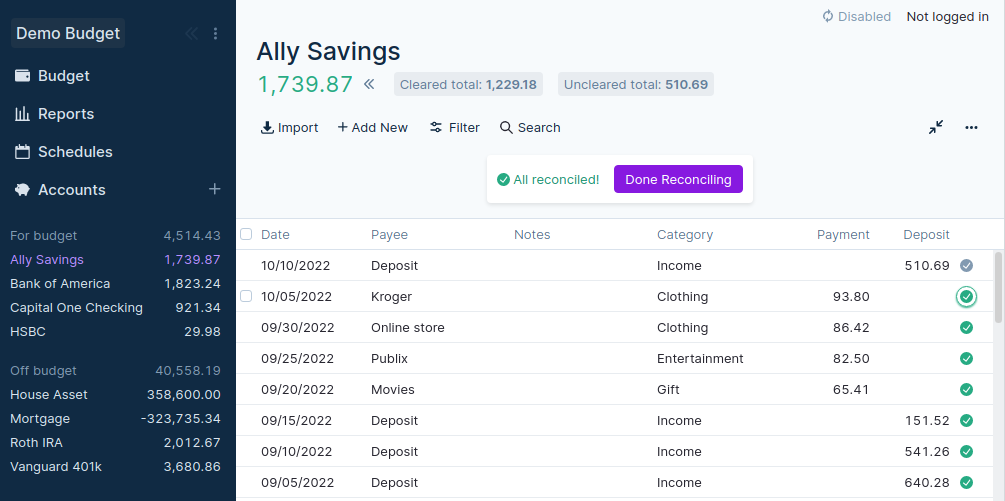 Demo Budget
Budget
Reports
Schedules
Accounts
For budget 4,514.43
Ally Savings 1,739.87
Bank of America 1,823.24
Capital One Checking 921.34
HSBC 29.98
Off budget 40,558.19
House Asset 358,600.00
Mortgage -323,735.34
Roth IRA 2,012.67
Vanguard 401k 3,680.86
Disabled Not logged in
Ally Savings
1,739.87 Cleared total: 1,229.18 Uncleared total: 510.69
Import + Add New Filter Search
All reconciled! Done Reconciling
Date Payee Notes Category Payment Deposit
10/10/2022 Deposit Income 510.69
10/05/2022 Kroger Clothing 93.80
09/30/2022 Online store Clothing 86.42
09/25/2022 Publix Entertainment 82.50
09/20/2022 Movies Gift 65.41
09/15/2022 Deposit Income 151.52
09/10/2022 Deposit Income 541.26
09/05/2022 Deposit Income 640.28